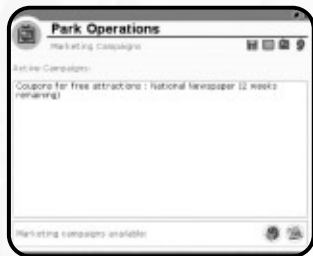 Park Operations
Marketing Campaigns
Active Campaigns:
Coupons for free attractions : National Newspaper (2 weeks
remaining)
Marketing campaigns available: